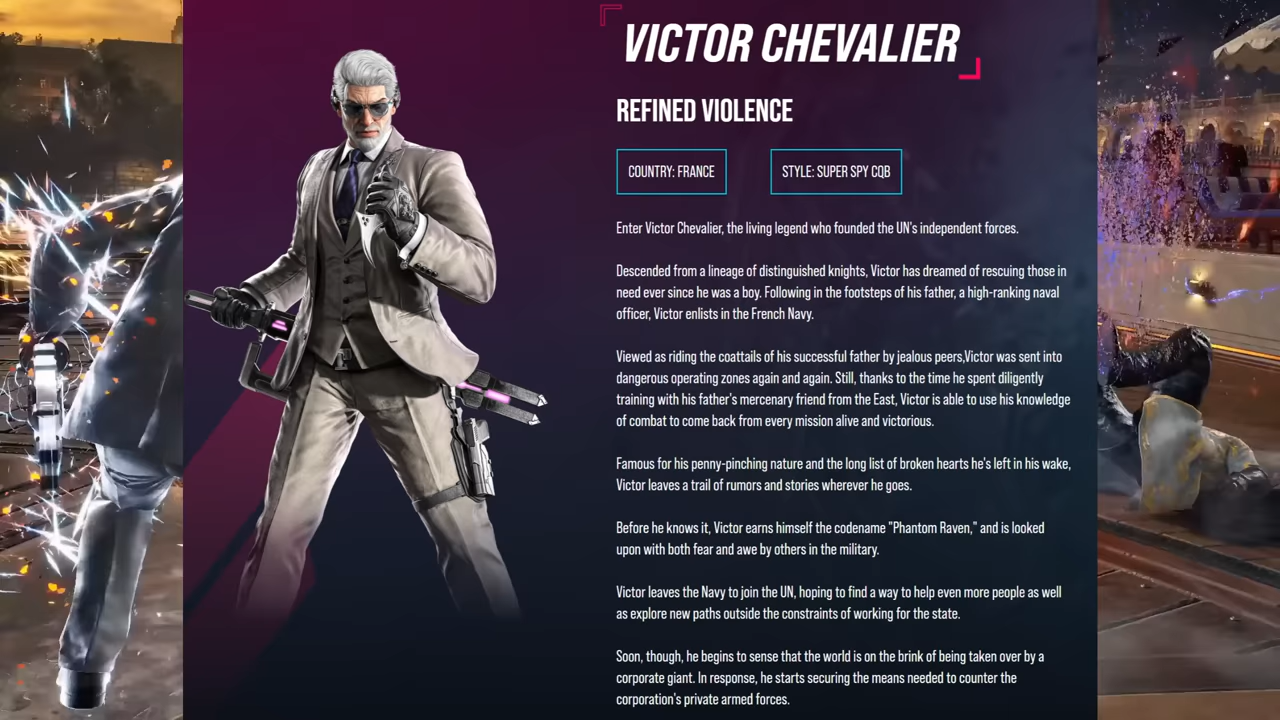 VICTOR CHEVALIER
REFINED VIOLENCE
COUNTRY: FRANCE
STYLE: SUPER SPY CQB
Enter Victor Chevalier, the living legend who founded the UN's independent forces.
Descended from a lineage of distinguished knights, Victor has dreamed of rescuing those in
need ever since he was a boy. Following in the footsteps of his father, a high-ranking naval
officer, Victor enlists in the French Navy.
Viewed as riding the coattails of his successful father by jealous peers,Victor was sent into
dangerous operating zones again and again. Still, thanks to the time he spent diligently
training with his father's mercenary friend from the East, Victor is able to use his knowledge
of combat to come back from every mission alive and victorious.
Famous for his penny-pinching nature and the long list of broken hearts he's left in his wake,
Victor leaves a trail of rumors and stories wherever he goes.
Before he knows it, Victor earns himself the codename "Phantom Raven," and is looked
upon with both fear and awe by others in the military.
Victor leaves the Navy to join the UN, hoping to find a way to help even more people as well
as explore new paths outside the constraints of working for the state.
Soon, though, he begins to sense that the world is on the brink of being taken over by a
corporate giant. In response, he starts securing the means needed to counter the
corporation's private armed forces.